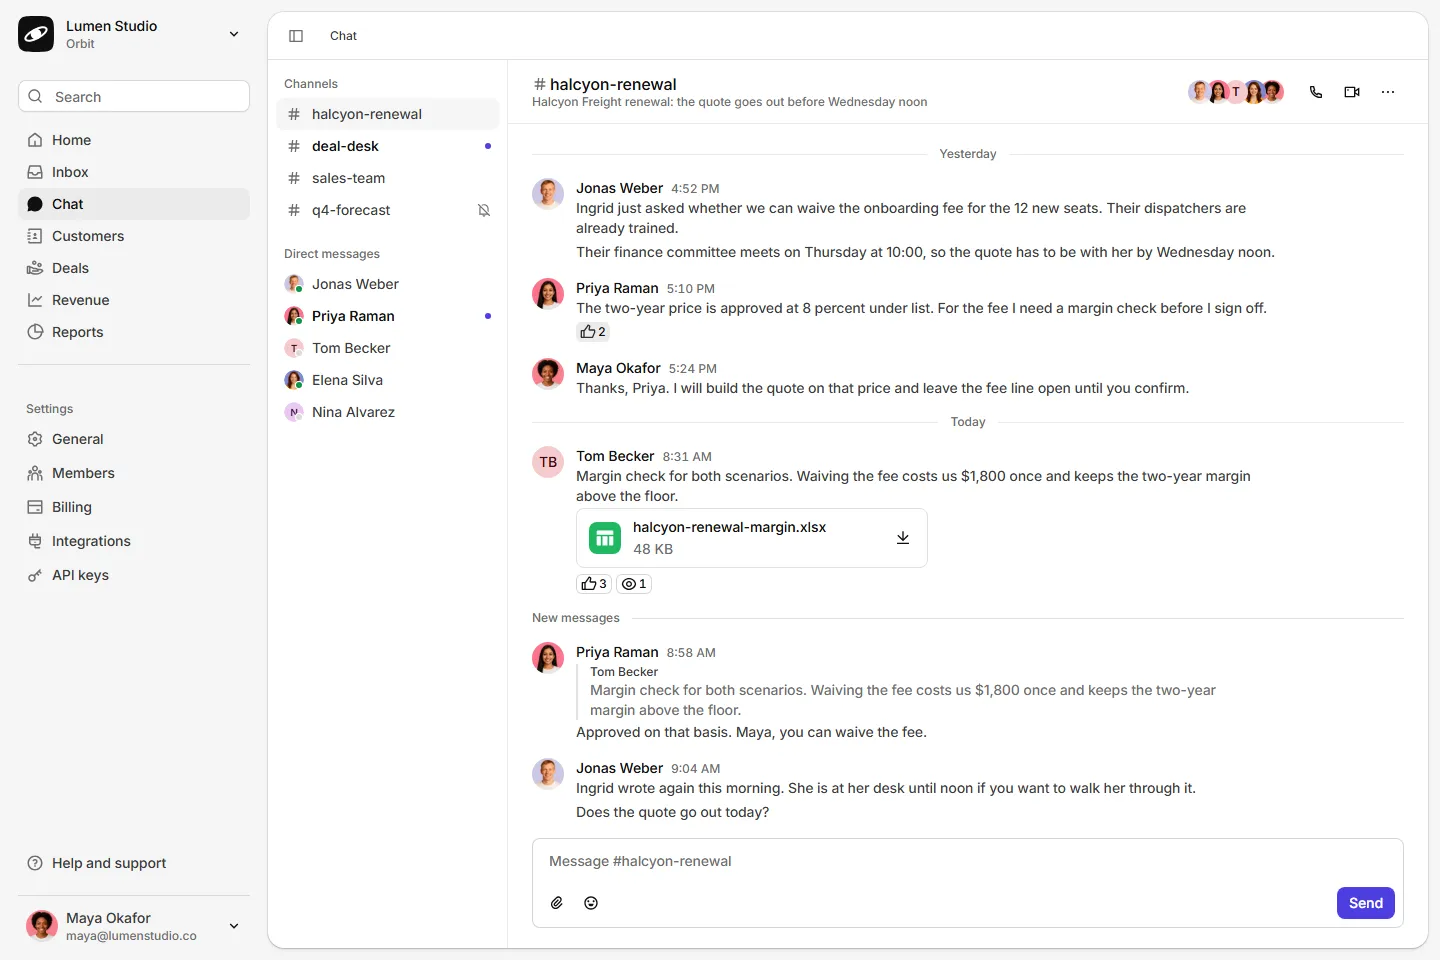 Lumen Studio
Orbit
Search
Home
Inbox
Chat
Customers
Deals
Revenue
Reports
Settings
General
Members
Billing
Integrations
API keys
Help and support
Maya Okafor
maya@lumenstudio.co
Chat
Channels
# halcyon-renewal
# deal-desk
# sales-team
# q4-forecast
Direct messages
Jonas Weber
Priya Raman
T Tom Becker
Elena Silva
N Nina Alvarez
# halcyon-renewal
Halcyon Freight renewal: the quote goes out before Wednesday noon
T
Yesterday
Jonas Weber 4:52 PM
Ingrid just asked whether we can waive the onboarding fee for the 12 new seats. Their dispatchers are
already trained.
Their finance committee meets on Thursday at 10:00, so the quote has to be with her by Wednesday noon.
Priya Raman 5:10 PM
The two-year price is approved at 8 percent under list. For the fee I need a margin check before I sign off.
2
Maya Okafor 5:24 PM
Thanks, Priya. I will build the quote on that price and leave the fee line open until you confirm.
Today
TB
Tom Becker 8:31 AM
Margin check for both scenarios. Waiving the fee costs us $1,800 once and keeps the two-year margin
above the floor.
halcyon-renewal-margin.xlsx
48 KB
3 1
New messages
Priya Raman 8:58 AM
Tom Becker
Margin check for both scenarios. Waiving the fee costs us $1,800 once and keeps the two-year
margin above the floor.
Approved on that basis. Maya, you can waive the fee.
Jonas Weber 9:04 AM
Ingrid wrote again this morning. She is at her desk until noon if you want to walk her through it.
Does the quote go out today?
Message #halcyon-renewal
Send